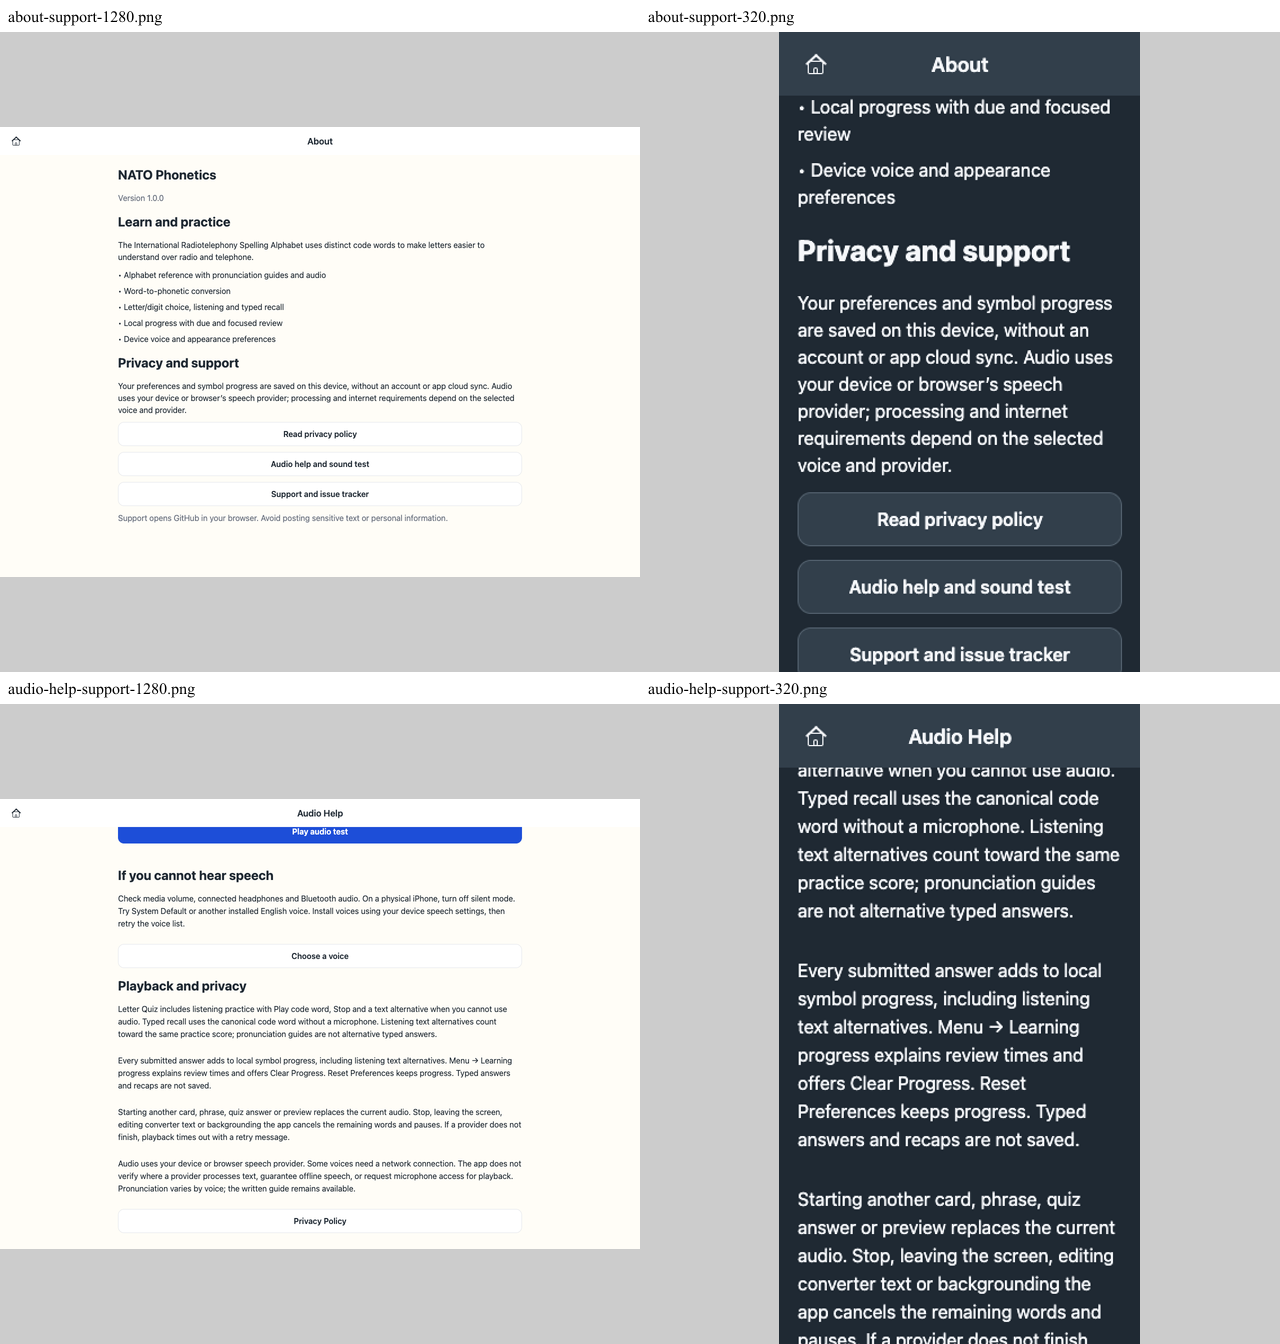 about-support-1280.png
About
NATO Phonetics
Version 1.0.0
Learn and practice
The International Radiotelephony Spelling Alphabet uses distinct code words to make letters easier to
understand over radio and telephone.
• Alphabet reference with pronunciation guides and audio
• Word-to-phonetic conversion
• Letter/digit choice, listening and typed recall
• Local progress with due and focused review
• Device voice and appearance preferences
Privacy and support
Your preferences and symbol progress are saved on this device, without an account or app cloud sync. Audio
uses your device or browser’s speech provider; processing and internet requirements depend on the selected
voice and provider.
Read privacy policy
Audio help and sound test
Support and issue tracker
Support opens GitHub in your browser. Avoid posting sensitive text or personal information.
about-support-320.png
About
• Local progress with due and focused
review
• Device voice and appearance
preferences
Privacy and support
Your preferences and symbol progress
are saved on this device, without an
account or app cloud sync. Audio uses
your device or browser’s speech
provider; processing and internet
requirements depend on the selected
voice and provider.
Read privacy policy
Audio help and sound test
Support and issue tracker
audio-help-support-1280.png
Audio Help
Play audio test
If you cannot hear speech
Check media volume, connected headphones and Bluetooth audio. On a physical iPhone, turn off silent mode.
Try System Default or another installed English voice. Install voices using your device speech settings, then
retry the voice list.
Choose a voice
Playback and privacy
Letter Quiz includes listening practice with Play code word, Stop and a text alternative when you cannot use
audio. Typed recall uses the canonical code word without a microphone. Listening text alternatives count
toward the same practice score; pronunciation guides are not alternative typed answers.
Every submitted answer adds to local symbol progress, including listening text alternatives. Menu → Learning
progress explains review times and offers Clear Progress. Reset Preferences keeps progress. Typed answers
and recaps are not saved.
Starting another card, phrase, quiz answer or preview replaces the current audio. Stop, leaving the screen,
editing converter text or backgrounding the app cancels the remaining words and pauses. If a provider does not
finish, playback times out with a retry message.
Audio uses your device or browser speech provider. Some voices need a network connection. The app does not
verify where a provider processes text, guarantee offline speech, or request microphone access for playback.
Pronunciation varies by voice; the written guide remains available.
Privacy Policy
audio-help-support-320.png
Audio Help
alternative when you cannot use audio.
Typed recall uses the canonical code
word without a microphone. Listening
text alternatives count toward the same
practice score; pronunciation guides
are not alternative typed answers.
Every submitted answer adds to local
symbol progress, including listening
text alternatives. Menu → Learning
progress explains review times and
offers Clear Progress. Reset
Preferences keeps progress. Typed
answers and recaps are not saved.
Starting another card, phrase, quiz
answer or preview replaces the current
audio. Stop, leaving the screen, editing
converter text or backgrounding the
app cancels the remaining words and
pauses. If a provider does not finish